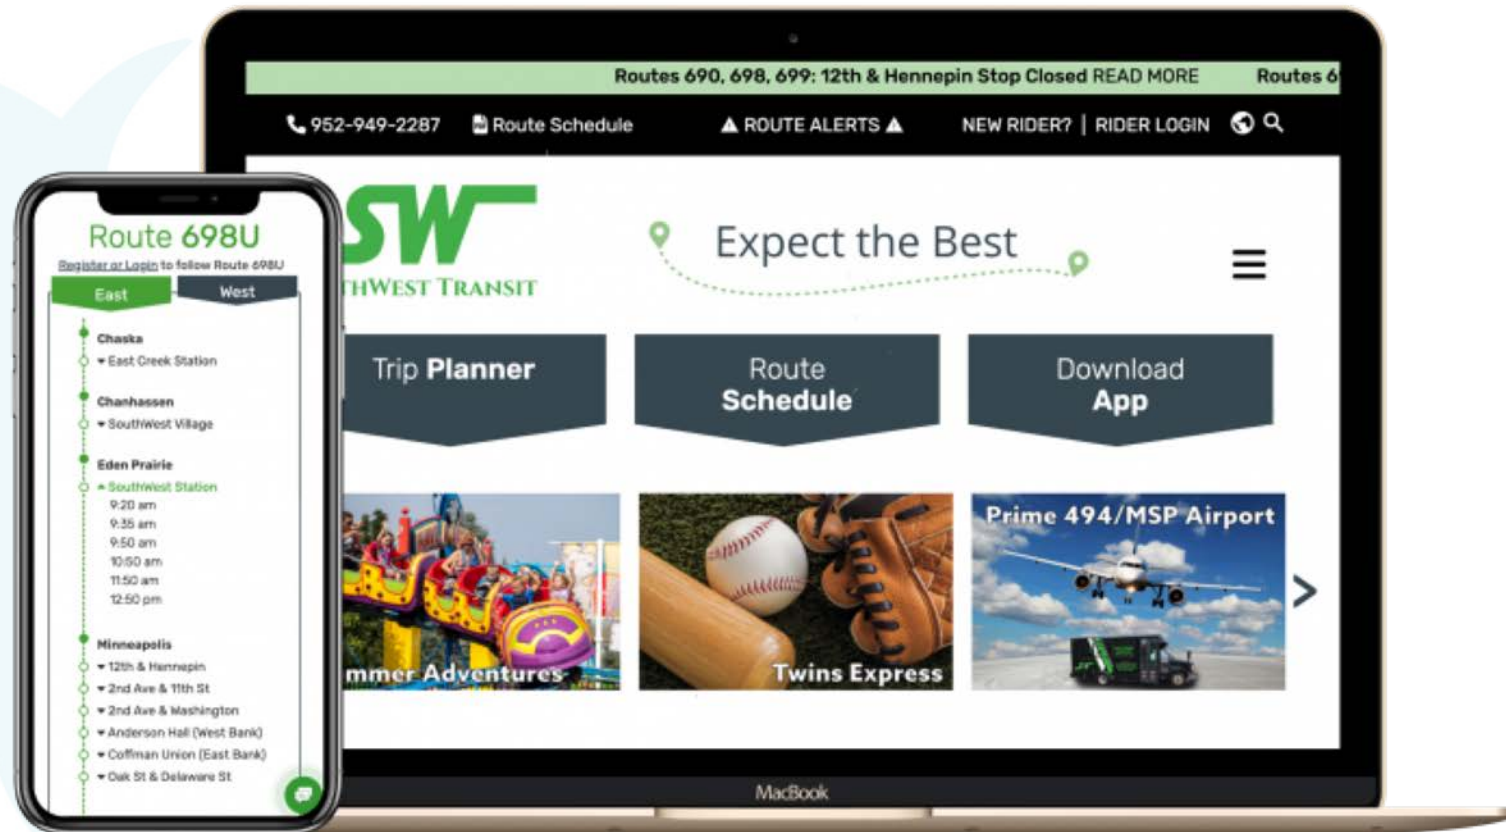 Routes 690, 698, 699: 12th & Hennepin Stop Closed READ MORE Routes 6
952-949-2287 Route Schedule ROUTE ALERTS NEW RIDER? | RIDER LOGIN
SW
THWEST TRANSIT
Expect the Best
Trip Planner
Route
Schedule
Download
App
mmer Adventures
Twins Express
Prime 494/MSP Airport
>
MacBook
Route 698U
Register or Login to follow Route 698U
East West
Chaska
East Creek Station
Chanhassen
SouthWest Village
Eden Prairie
SouthWest Station
9:20 am
9:35 am
9:50 am
10:50 am
11:50 am
12:50 pm
Minneapolis
12th & Hennepin
2nd Ave & 11th St
2nd Ave & Washington
Anderson Hall (West Bank)
Coffman Union (East Bank)
Oak St & Delaware St